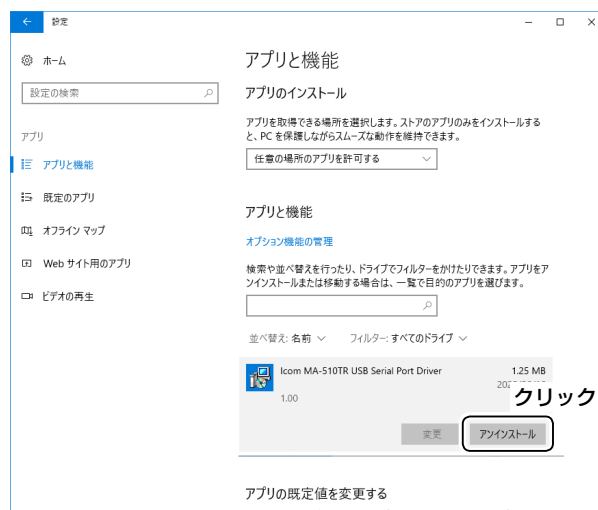 設定
ホーム
設定の検索
アプリ
アプリと機能
既定のアプリ
オフライン マップ
Web サイト用のアプリ
ビデオの再生
アプリと機能
アプリのインストール
アプリを取得できる場所を選択します。ストアのアプリのみをインストールする
と、PC を保護しながらスムーズな動作を維持できます。
任意の場所のアプリを許可する
アプリと機能
オプション機能の管理
検索や並べ替えを行ったり、ドライブでフィルターをかけたりできます。アプリをア
ンインストールまたは移動する場合は、一覧で目的のアプリを選びます。
並べ替え: 名前 フィルター: すべてのドライブ
Icom MA-510TR USB Serial Port Driver 1.25 MB
1.00
クリック
変更 アンインストール
アプリの既定値を変更する